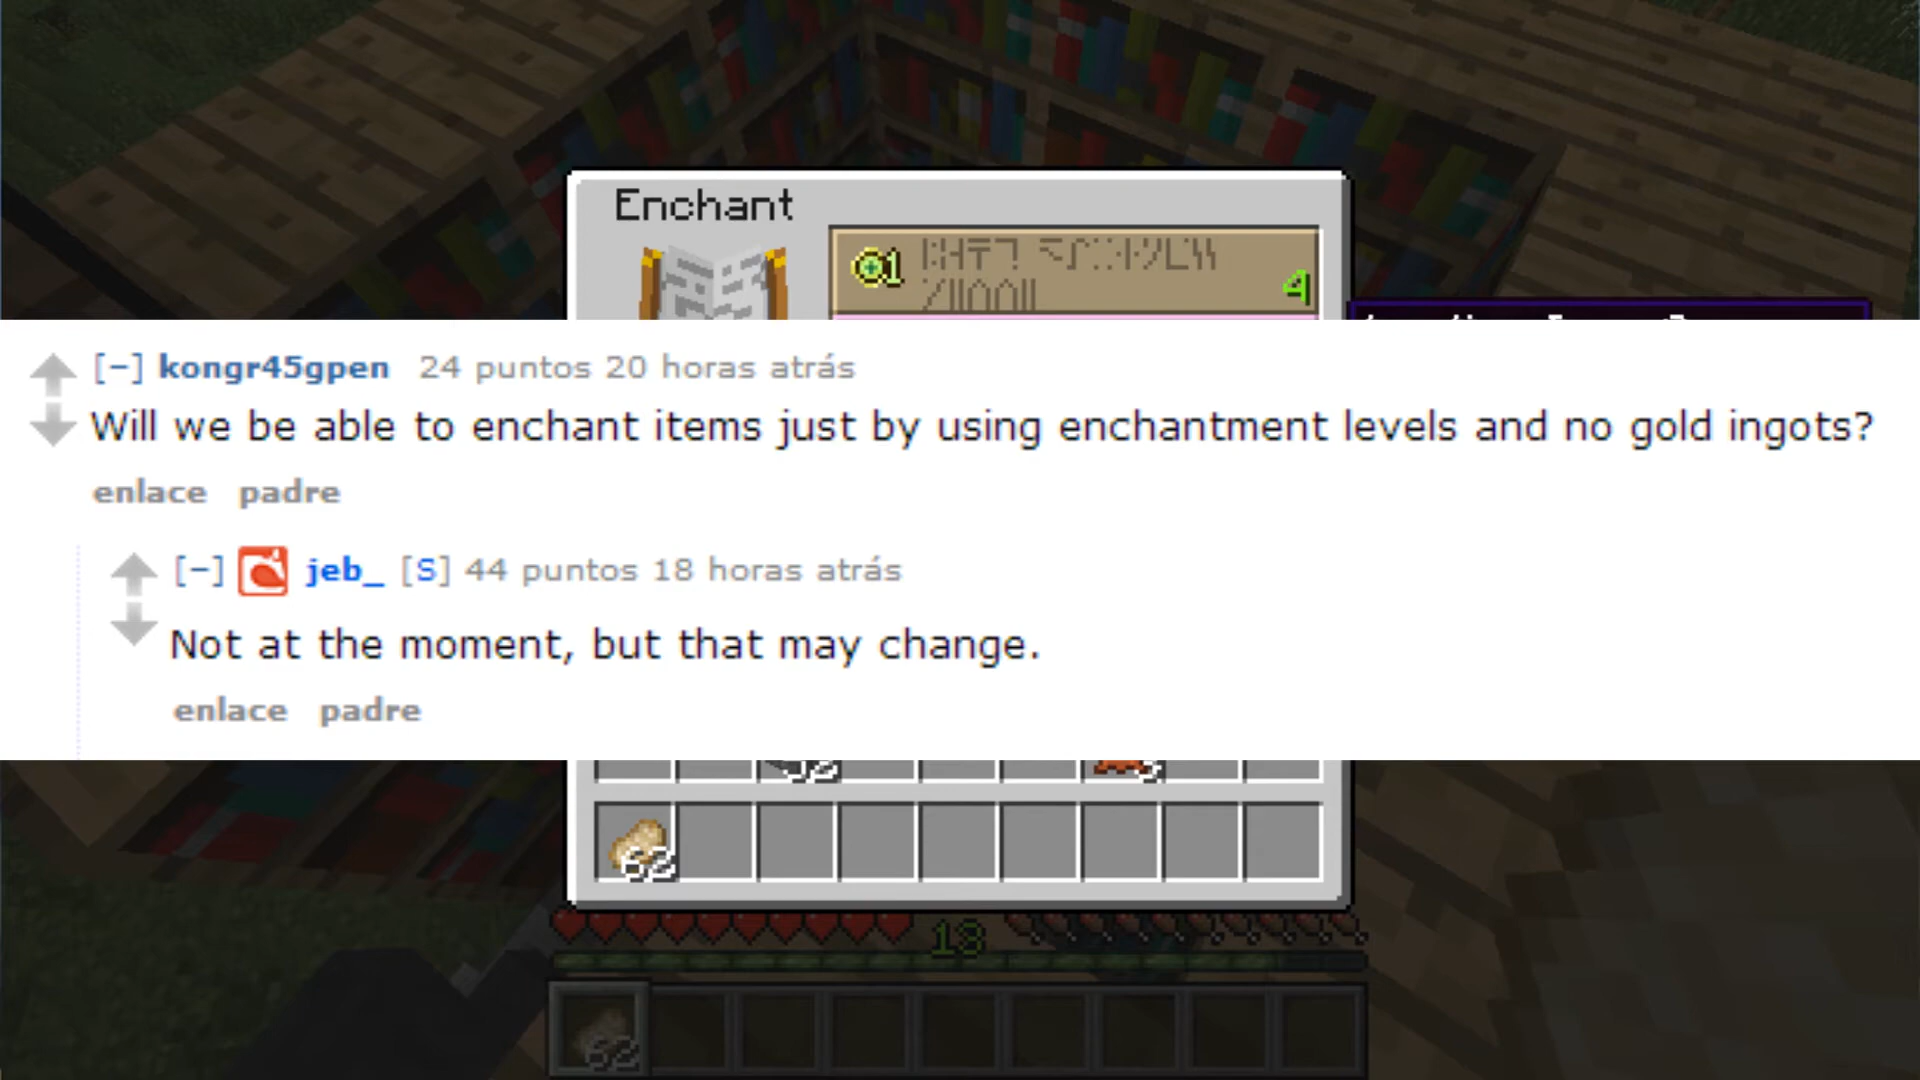 Enchant
1
4
[−] kongr45gpen 24 puntos 20 horas atrás
Will we be able to enchant items just by using enchantment levels and no gold ingots?
enlace padre
[−] jeb_ [S] 44 puntos 18 horas atrás
Not at the moment, but that may change.
enlace padre
62
18
62